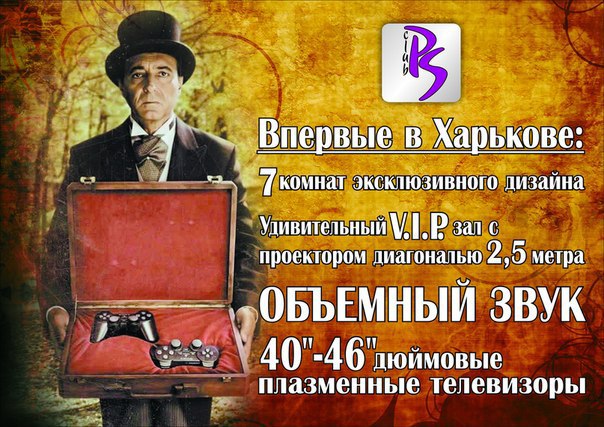 club
PS
Впервые в Харькове:
7 комнат эксклюзивного дизайна
Удивительный V.I.P. зал с
проектором диагональю 2,5 метра
ОБЪЕМНЫЙ ЗВУК
40"-46"дюймовые
плазменные телевизоры